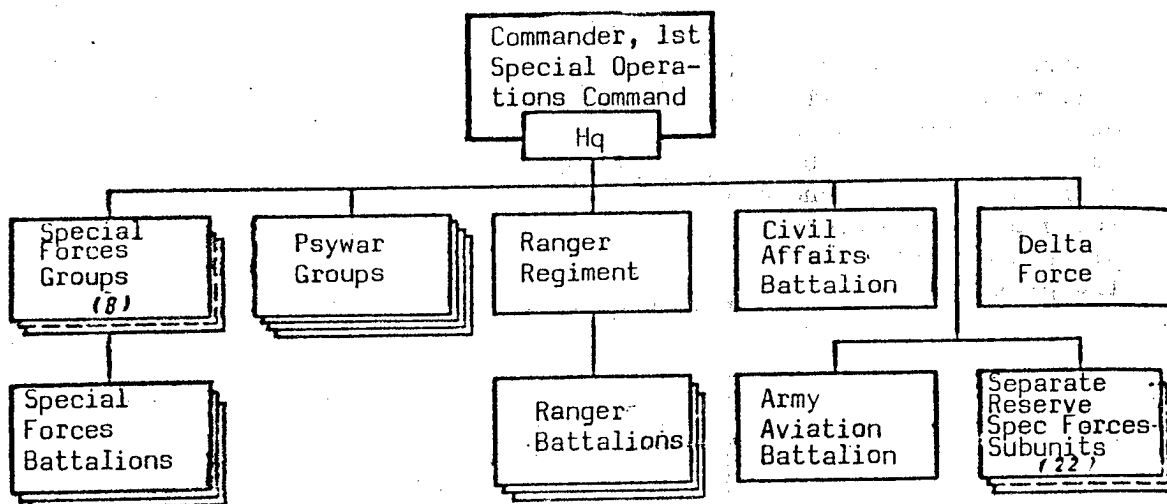 Commander, 1st
Special Opera-
tions Command
Hq
Special
Forces
Groups
(8)
Psywar
Groups
Ranger
Regiment
Civil
Affairs
Battalion
Delta
Force
Special
Forces
Battalions
Ranger
Battalions
Army
Aviation
Battalion
Separate
Reserve
Spec Forces
Subunits
(22)